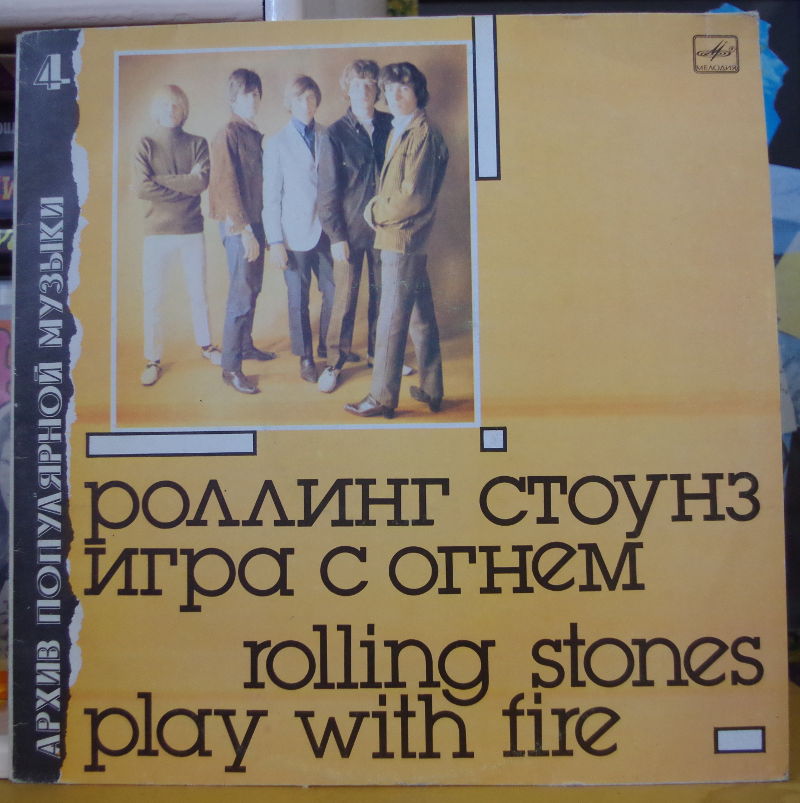 4
АРХИВ ПОПУЛЯРНОЙ МУЗЫКИ
МЕЛОДИЯ
роллинг стоунз
игра с огнем
rolling stones
play with fire